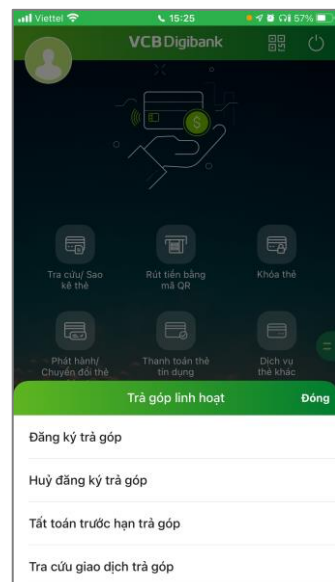 Viettel 15:25 57%
VCB Digibank
Tra cứu/ Sao
kê thẻ
Rút tiền bằng
mã QR
Khóa thẻ
Phát hành/
Chuyển đổi thẻ
Thanh toán thẻ
tín dụng
Dịch vụ
thẻ khác
Trả góp linh hoạt Đóng
Đăng ký trả góp
Huỷ đăng ký trả góp
Tất toán trước hạn trả góp
Tra cứu giao dịch trả góp